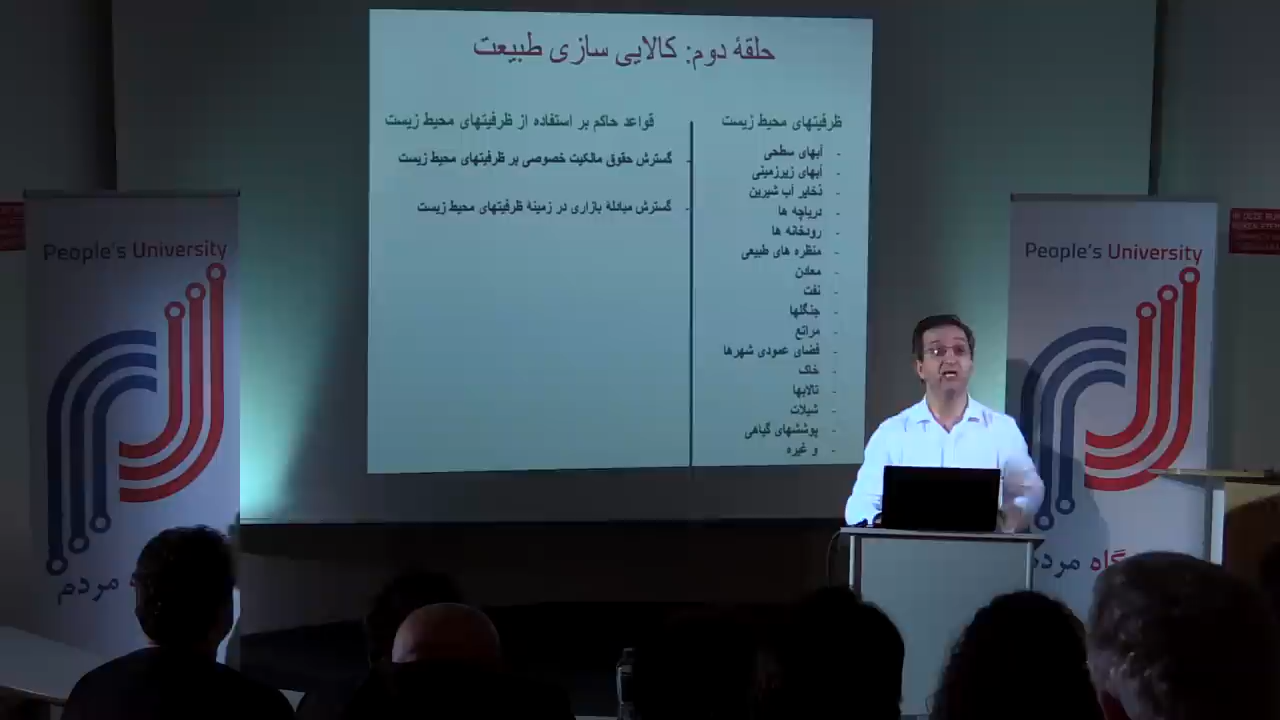 حلقهٔ دوم: کالایی سازی طبیعت
ظرفیتهای محیط زیست
- آبهای سطحی
- آبهای زیرزمینی
- ذخایر آب شیرین
- دریاچه ها
- رودخانه ها
- منظره های طبیعی
- معادن
- نفت
- جنگلها
- مراتع
- فضای عمودی شهرها
- خاک
- تالابها
- شیلات
- پوششهای گیاهی
- و غیره
قواعد حاکم بر استفاده از ظرفیتهای محیط زیست
- گسترش حقوق مالکیت خصوصی بر ظرفیتهای محیط زیست
- گسترش مبادلهٔ بازاری در زمینهٔ ظرفیتهای محیط زیست
People's University
مردم
People's University
گاه مردم